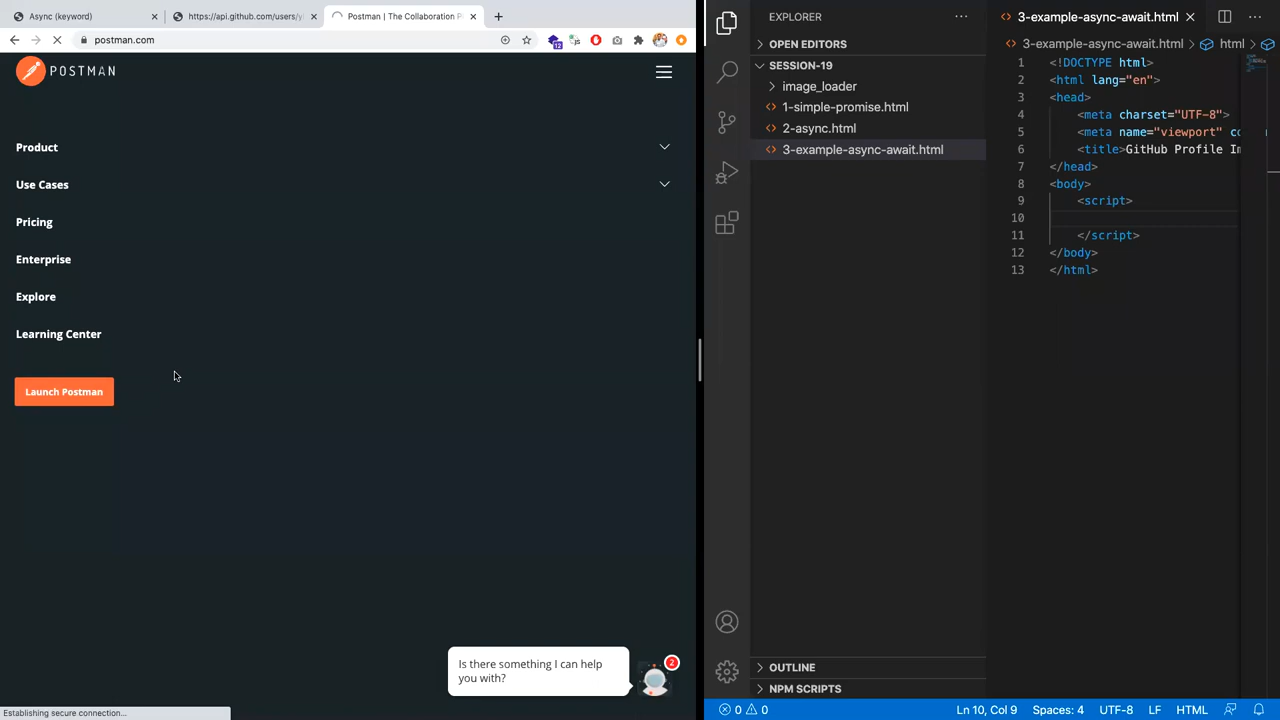 Async (keyword)
https://api.github.com/users/y
Postman | The Collaboration P
postman.com
12
POSTMAN
Product
Use Cases
Pricing
Enterprise
Explore
Learning Center
Launch Postman
Is there something I can help
you with?
2
Establishing secure connection...
EXPLORER
OPEN EDITORS
SESSION-19
image_loader
1-simple-promise.html
2-async.html
3-example-async-await.html
OUTLINE
NPM SCRIPTS
3-example-async-await.html
3-example-async-await.html > html >
1 <!DOCTYPE html>
2 <html lang="en">
3 <head>
4 <meta charset="UTF-8">
5 <meta name="viewport" co
6 <title>GitHub Profile Im
7 </head>
8 <body>
9 <script>
10
11 </script>
12 </body>
13 </html>
0 0
Ln 10, Col 9
Spaces: 4
UTF-8
LF
HTML